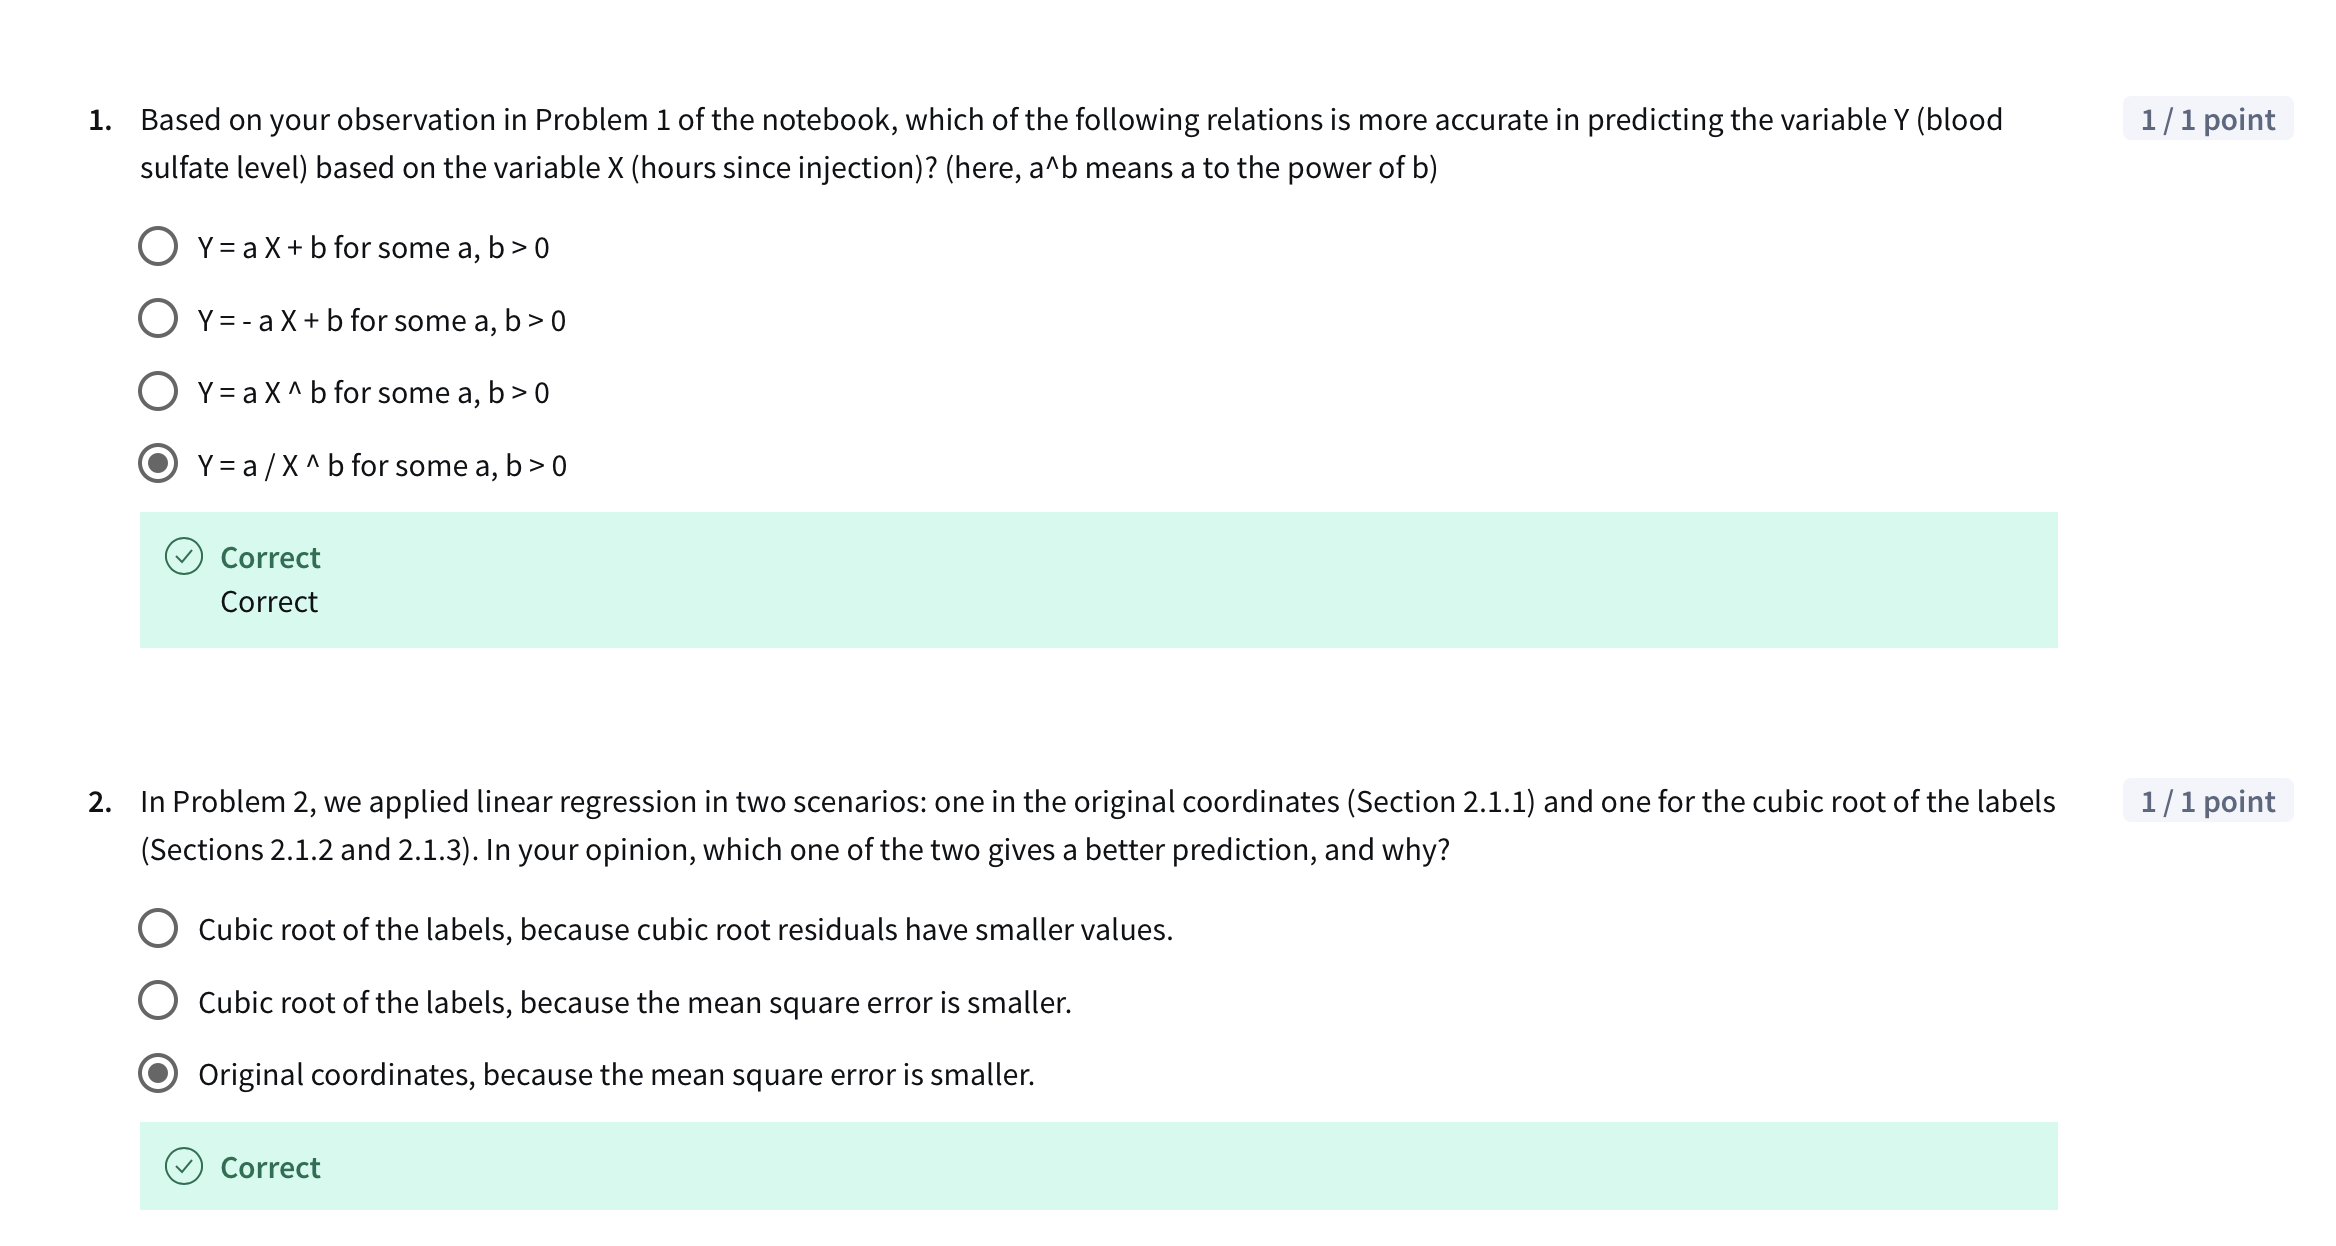 1. Based on your observation in Problem 1 of the notebook, which of the following relations is more accurate in predicting the variable Y (blood
1 / 1 point
sulfate level) based on the variable X (hours since injection)? (here, a^b means a to the power of b)
Y = a X + b for some a, b > 0
Y = - a X + b for some a, b > 0
Y = a X ^ b for some a, b > 0
Y = a / X ^ b for some a, b > 0
Correct
Correct
2. In Problem 2, we applied linear regression in two scenarios: one in the original coordinates (Section 2.1.1) and one for the cubic root of the labels
1 / 1 point
(Sections 2.1.2 and 2.1.3). In your opinion, which one of the two gives a better prediction, and why?
Cubic root of the labels, because cubic root residuals have smaller values.
Cubic root of the labels, because the mean square error is smaller.
Original coordinates, because the mean square error is smaller.
Correct